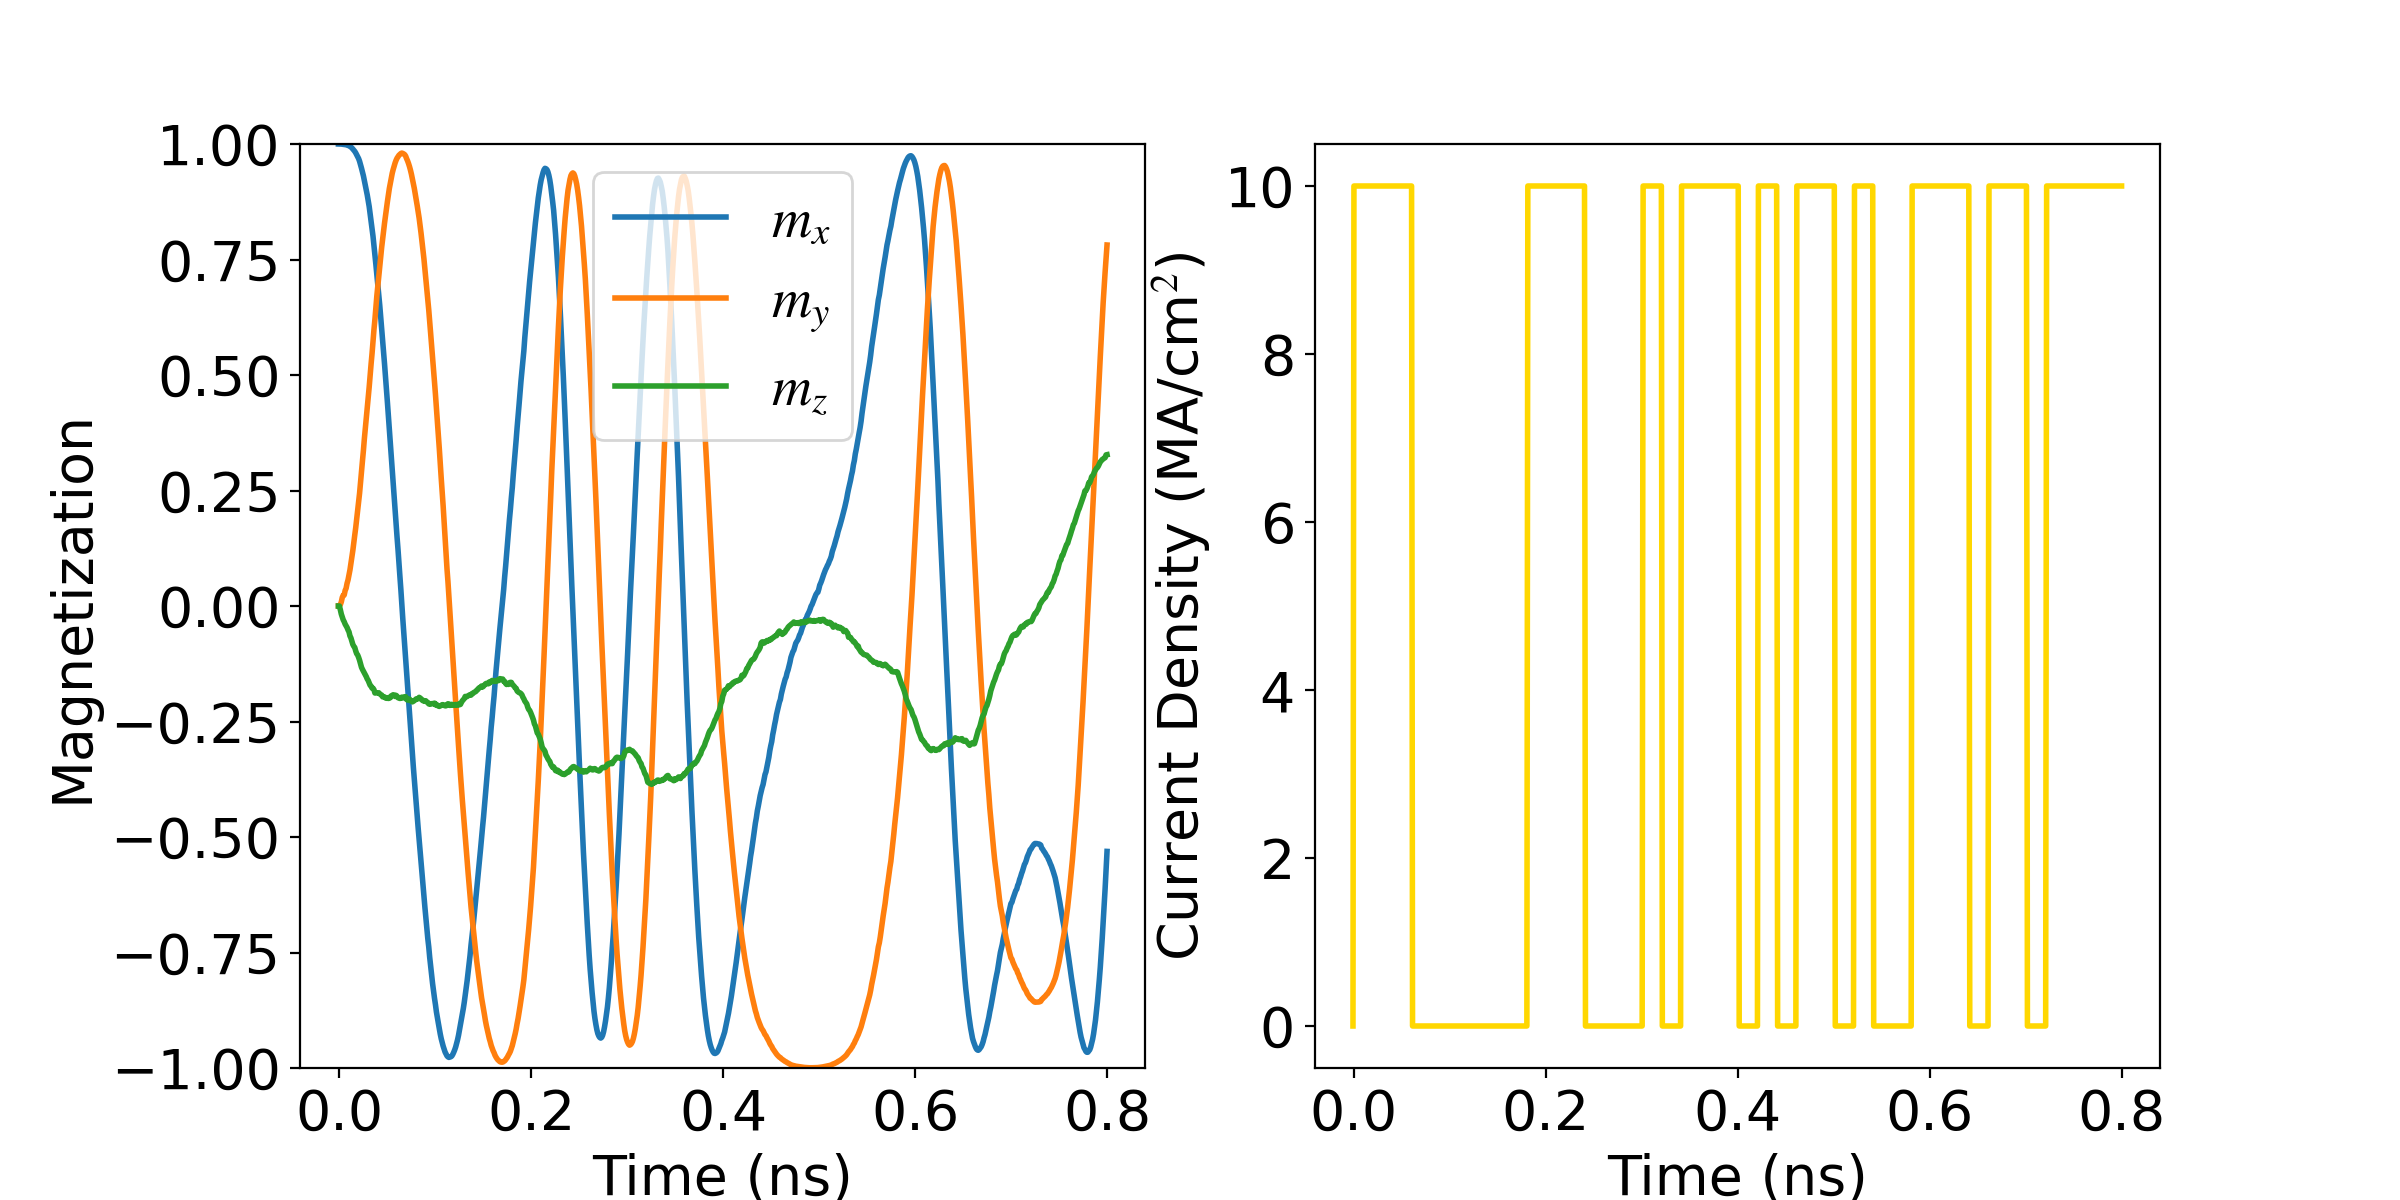 1.00
0.75
0.50
0.25
0.00
−0.25
−0.50
−0.75
−1.00
Magnetization
0.0 0.2 0.4 0.6 0.8
Time (ns)
m_x
m_y
m_z
10
8
6
4
2
0
Current Density (MA/cm²)
0.0 0.2 0.4 0.6 0.8
Time (ns)